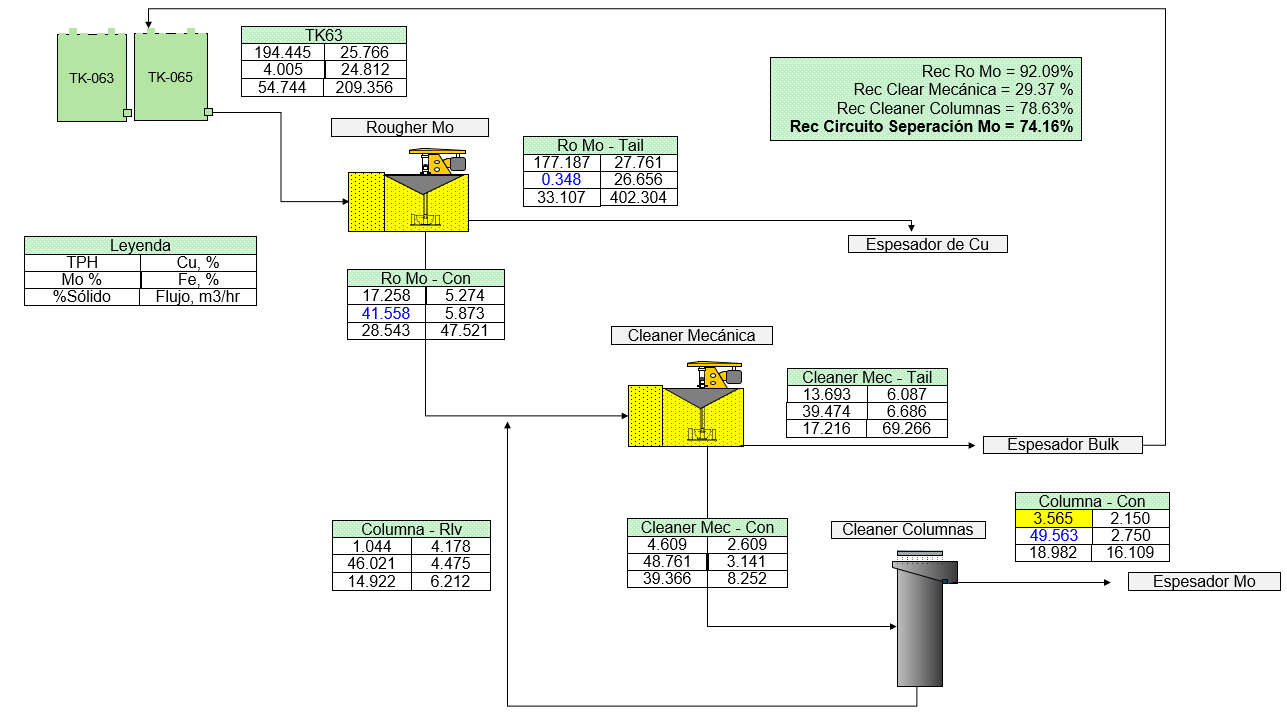 TK-063
TK-065
TK63
194.445 25.766
4.005 24.812
54.744 209.356
Rec Ro Mo = 92.09%
Rec Clear Mecánica = 29.37 %
Rec Cleaner Columnas = 78.63%
Rec Circuito Seperación Mo = 74.16%
Rougher Mo
Ro Mo - Tail
177.187 27.761
0.348 26.656
33.107 402.304
Espesador de Cu
Leyenda
TPH Cu, %
Mo % Fe, %
%Sólido Flujo, m3/hr
Ro Mo - Con
17.258 5.274
41.558 5.873
28.543 47.521
Cleaner Mecánica
Cleaner Mec - Tail
13.693 6.087
39.474 6.686
17.216 69.266
Espesador Bulk
Columna - Rlv
1.044 4.178
46.021 4.475
14.922 6.212
Cleaner Mec - Con
4.609 2.609
48.761 3.141
39.366 8.252
Cleaner Columnas
Columna - Con
3.565 2.150
49.563 2.750
18.982 16.109
Espesador Mo